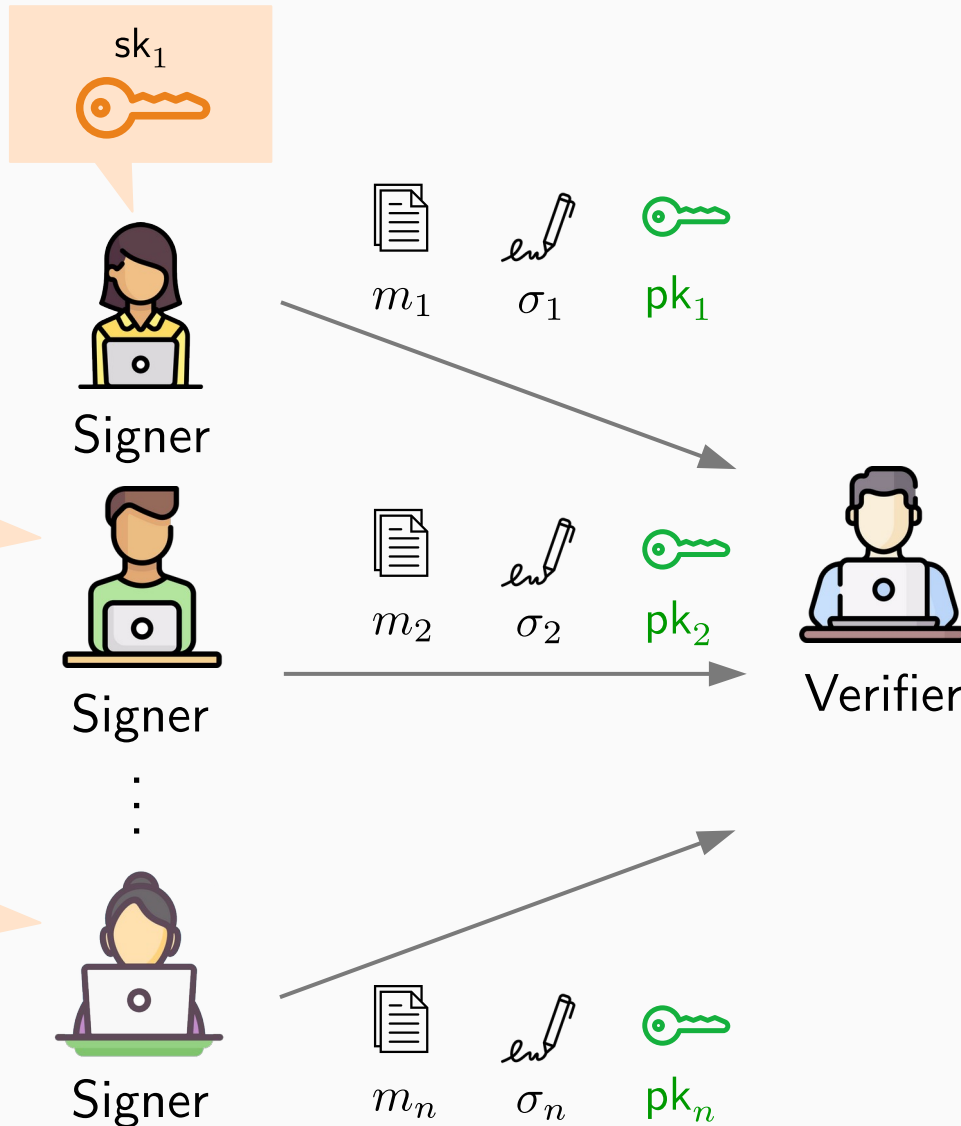 sk₁
m₁ σ₁ pk₁
Signer
m₂ σ₂ pk₂
Signer
Verifier
⋮
mₙ σₙ pkₙ
Signer